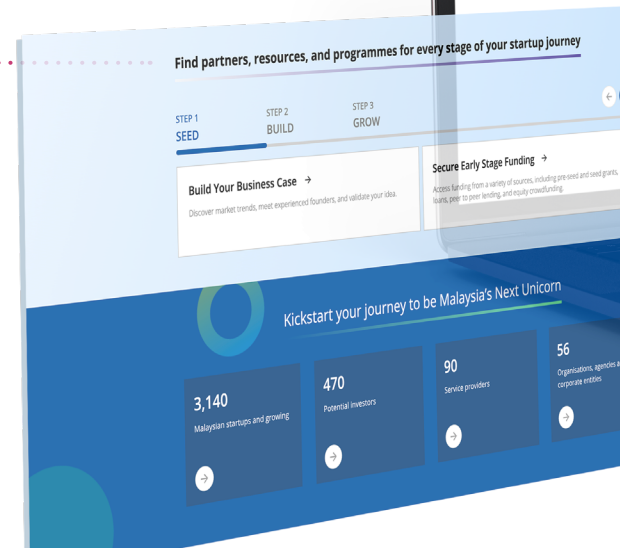 Find partners, resources, and programmes for every stage of your startup journey
STEP 1
SEED
STEP 2
BUILD
STEP 3
GROW
Build Your Business Case
Discover market trends, meet experienced founders, and validate your idea.
Secure Early Stage Funding
Access funding from a variety of sources, including pre-seed and seed grants,
loans, peer to peer lending, and equity crowdfunding.
Kickstart your journey to be Malaysia's Next Unicorn
3,140
Malaysian startups and growing
470
Potential investors
90
Service providers
56
Organisations, agencies
corporate entities